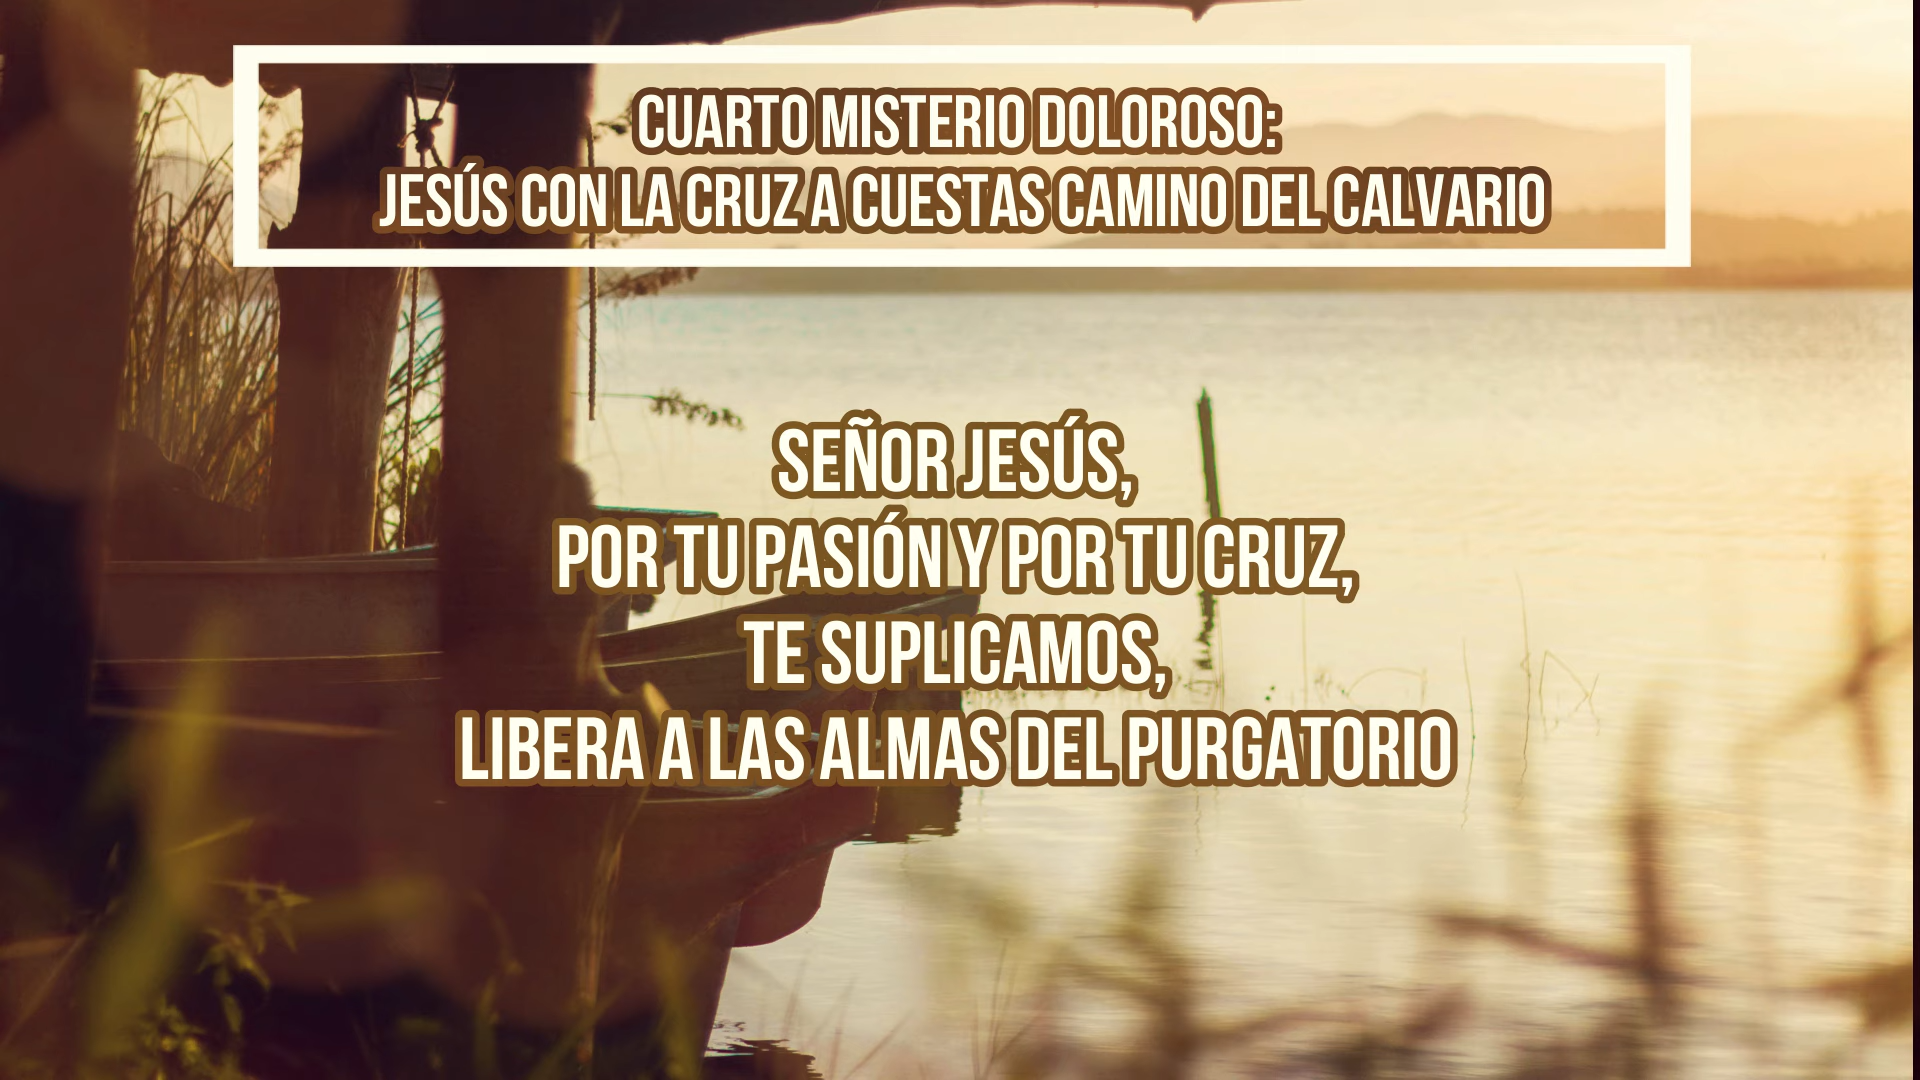 CUARTO MISTERIO DOLOROSO:
JESÚS CON LA CRUZ A CUESTAS CAMINO DEL CALVARIO
SEÑOR JESÚS,
POR TU PASIÓN Y POR TU CRUZ,
TE SUPLICAMOS,
LIBERA A LAS ALMAS DEL PURGATORIO